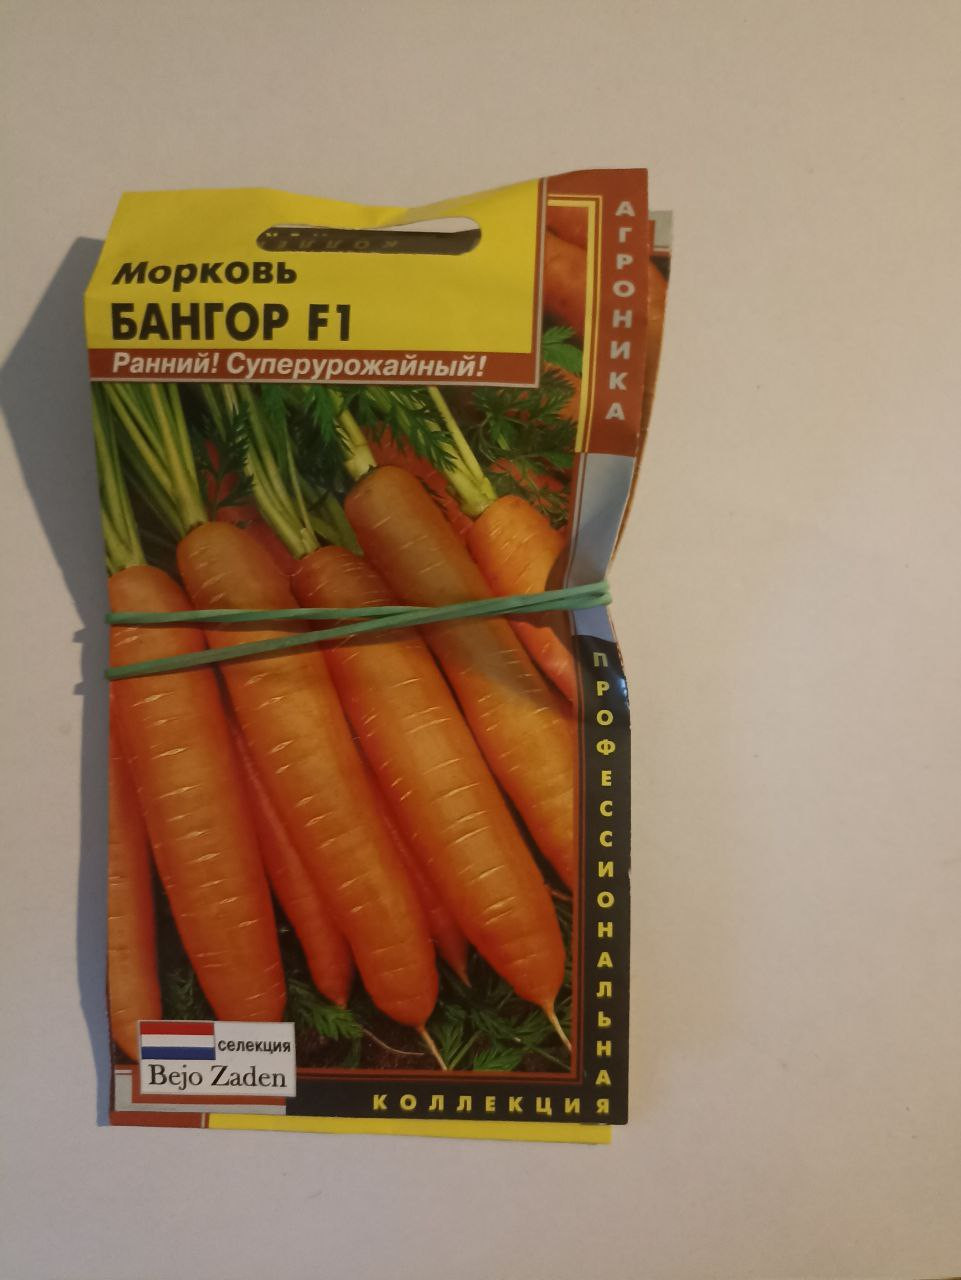 Морковь
БАНГОР F1
Ранний! Суперурожайный!
АГРОНИКА
ПРОФЕССИОНАЛЬНАЯ
КОЛЛЕКЦИЯ
селекция
Bejo Zaden